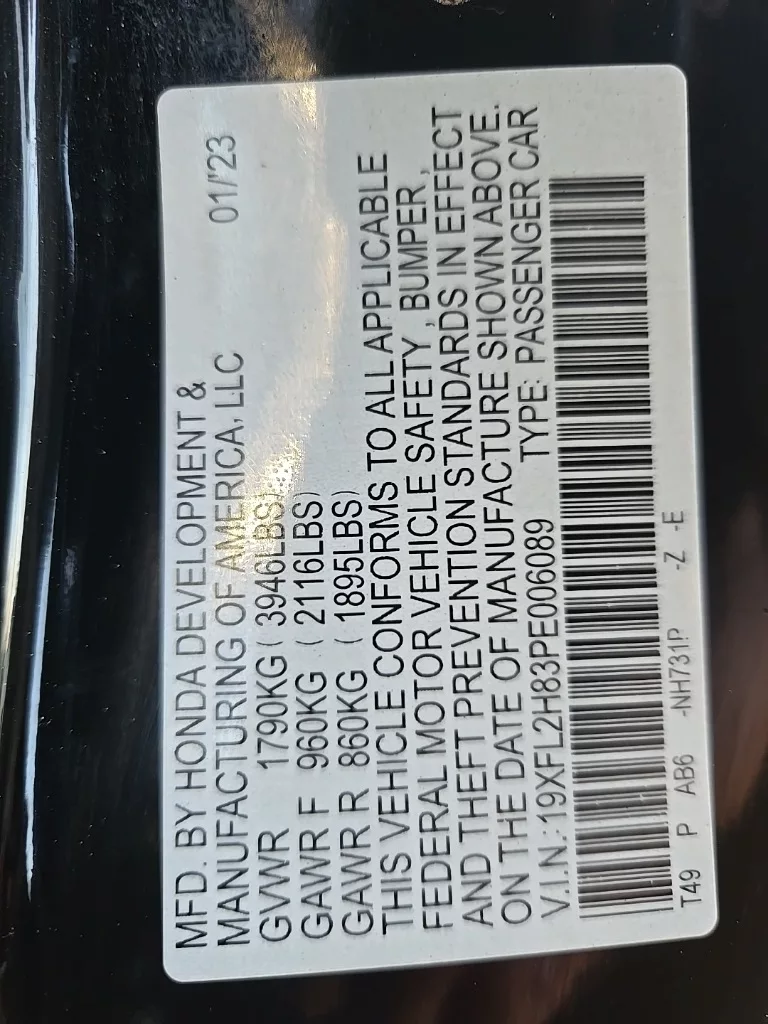 MFD. BY HONDA DEVELOPMENT &
MANUFACTURING OF AMERICA, LLC 01/'23
GVWR 1790KG ( 3946LBS)
GAWR F 960KG ( 2116LBS)
GAWR R 860KG ( 1895LBS)
THIS VEHICLE CONFORMS TO ALL APPLICABLE
FEDERAL MOTOR VEHICLE SAFETY , BUMPER ,
AND THEFT PREVENTION STANDARDS IN EFFECT
ON THE DATE OF MANUFACTURE SHOWN ABOVE.
V.I.N.:19XFL2H83PE006089 TYPE: PASSENGER CAR
T49 P AB6 -NH731P -Z -E